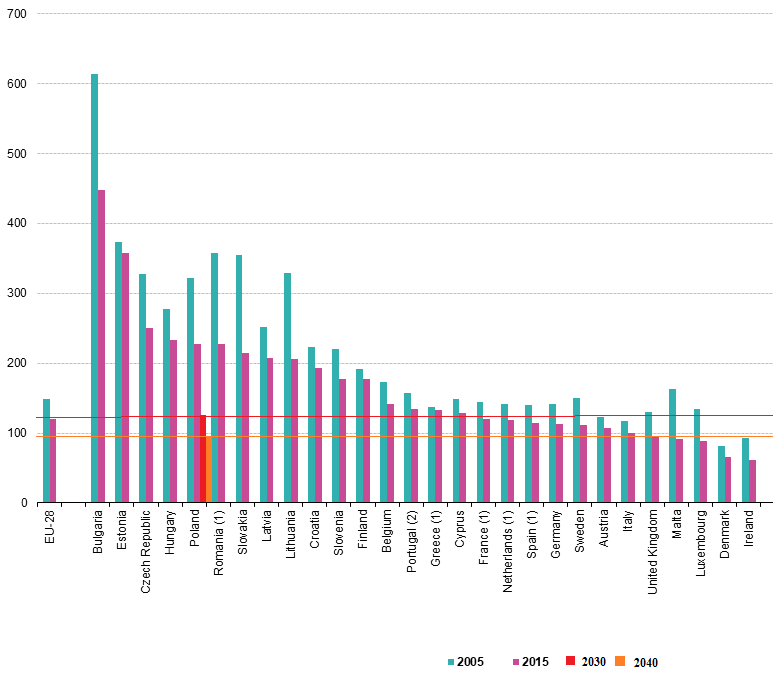 700
600
500
400
300
200
100
0
EU-28
Bulgaria
Estonia
Czech Republic
Hungary
Poland
Romania (1)
Slovakia
Latvia
Lithuania
Croatia
Slovenia
Finland
Belgium
Portugal (2)
Greece (1)
Cyprus
France (1)
Netherlands (1)
Spain (1)
Germany
Sweden
Austria
Italy
United Kingdom
Malta
Luxembourg
Denmark
Ireland
2005 2015 2030 2040